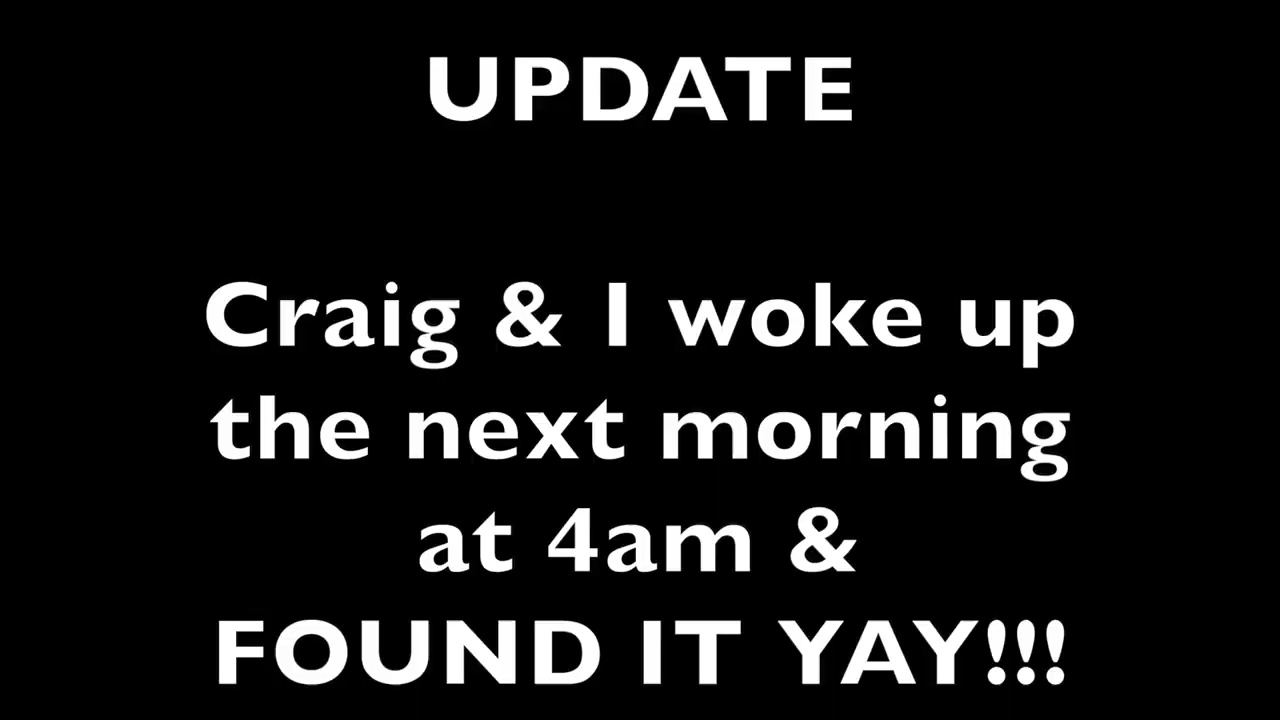 UPDATE
Craig & I woke up
the next morning
at 4am &
FOUND IT YAY!!!